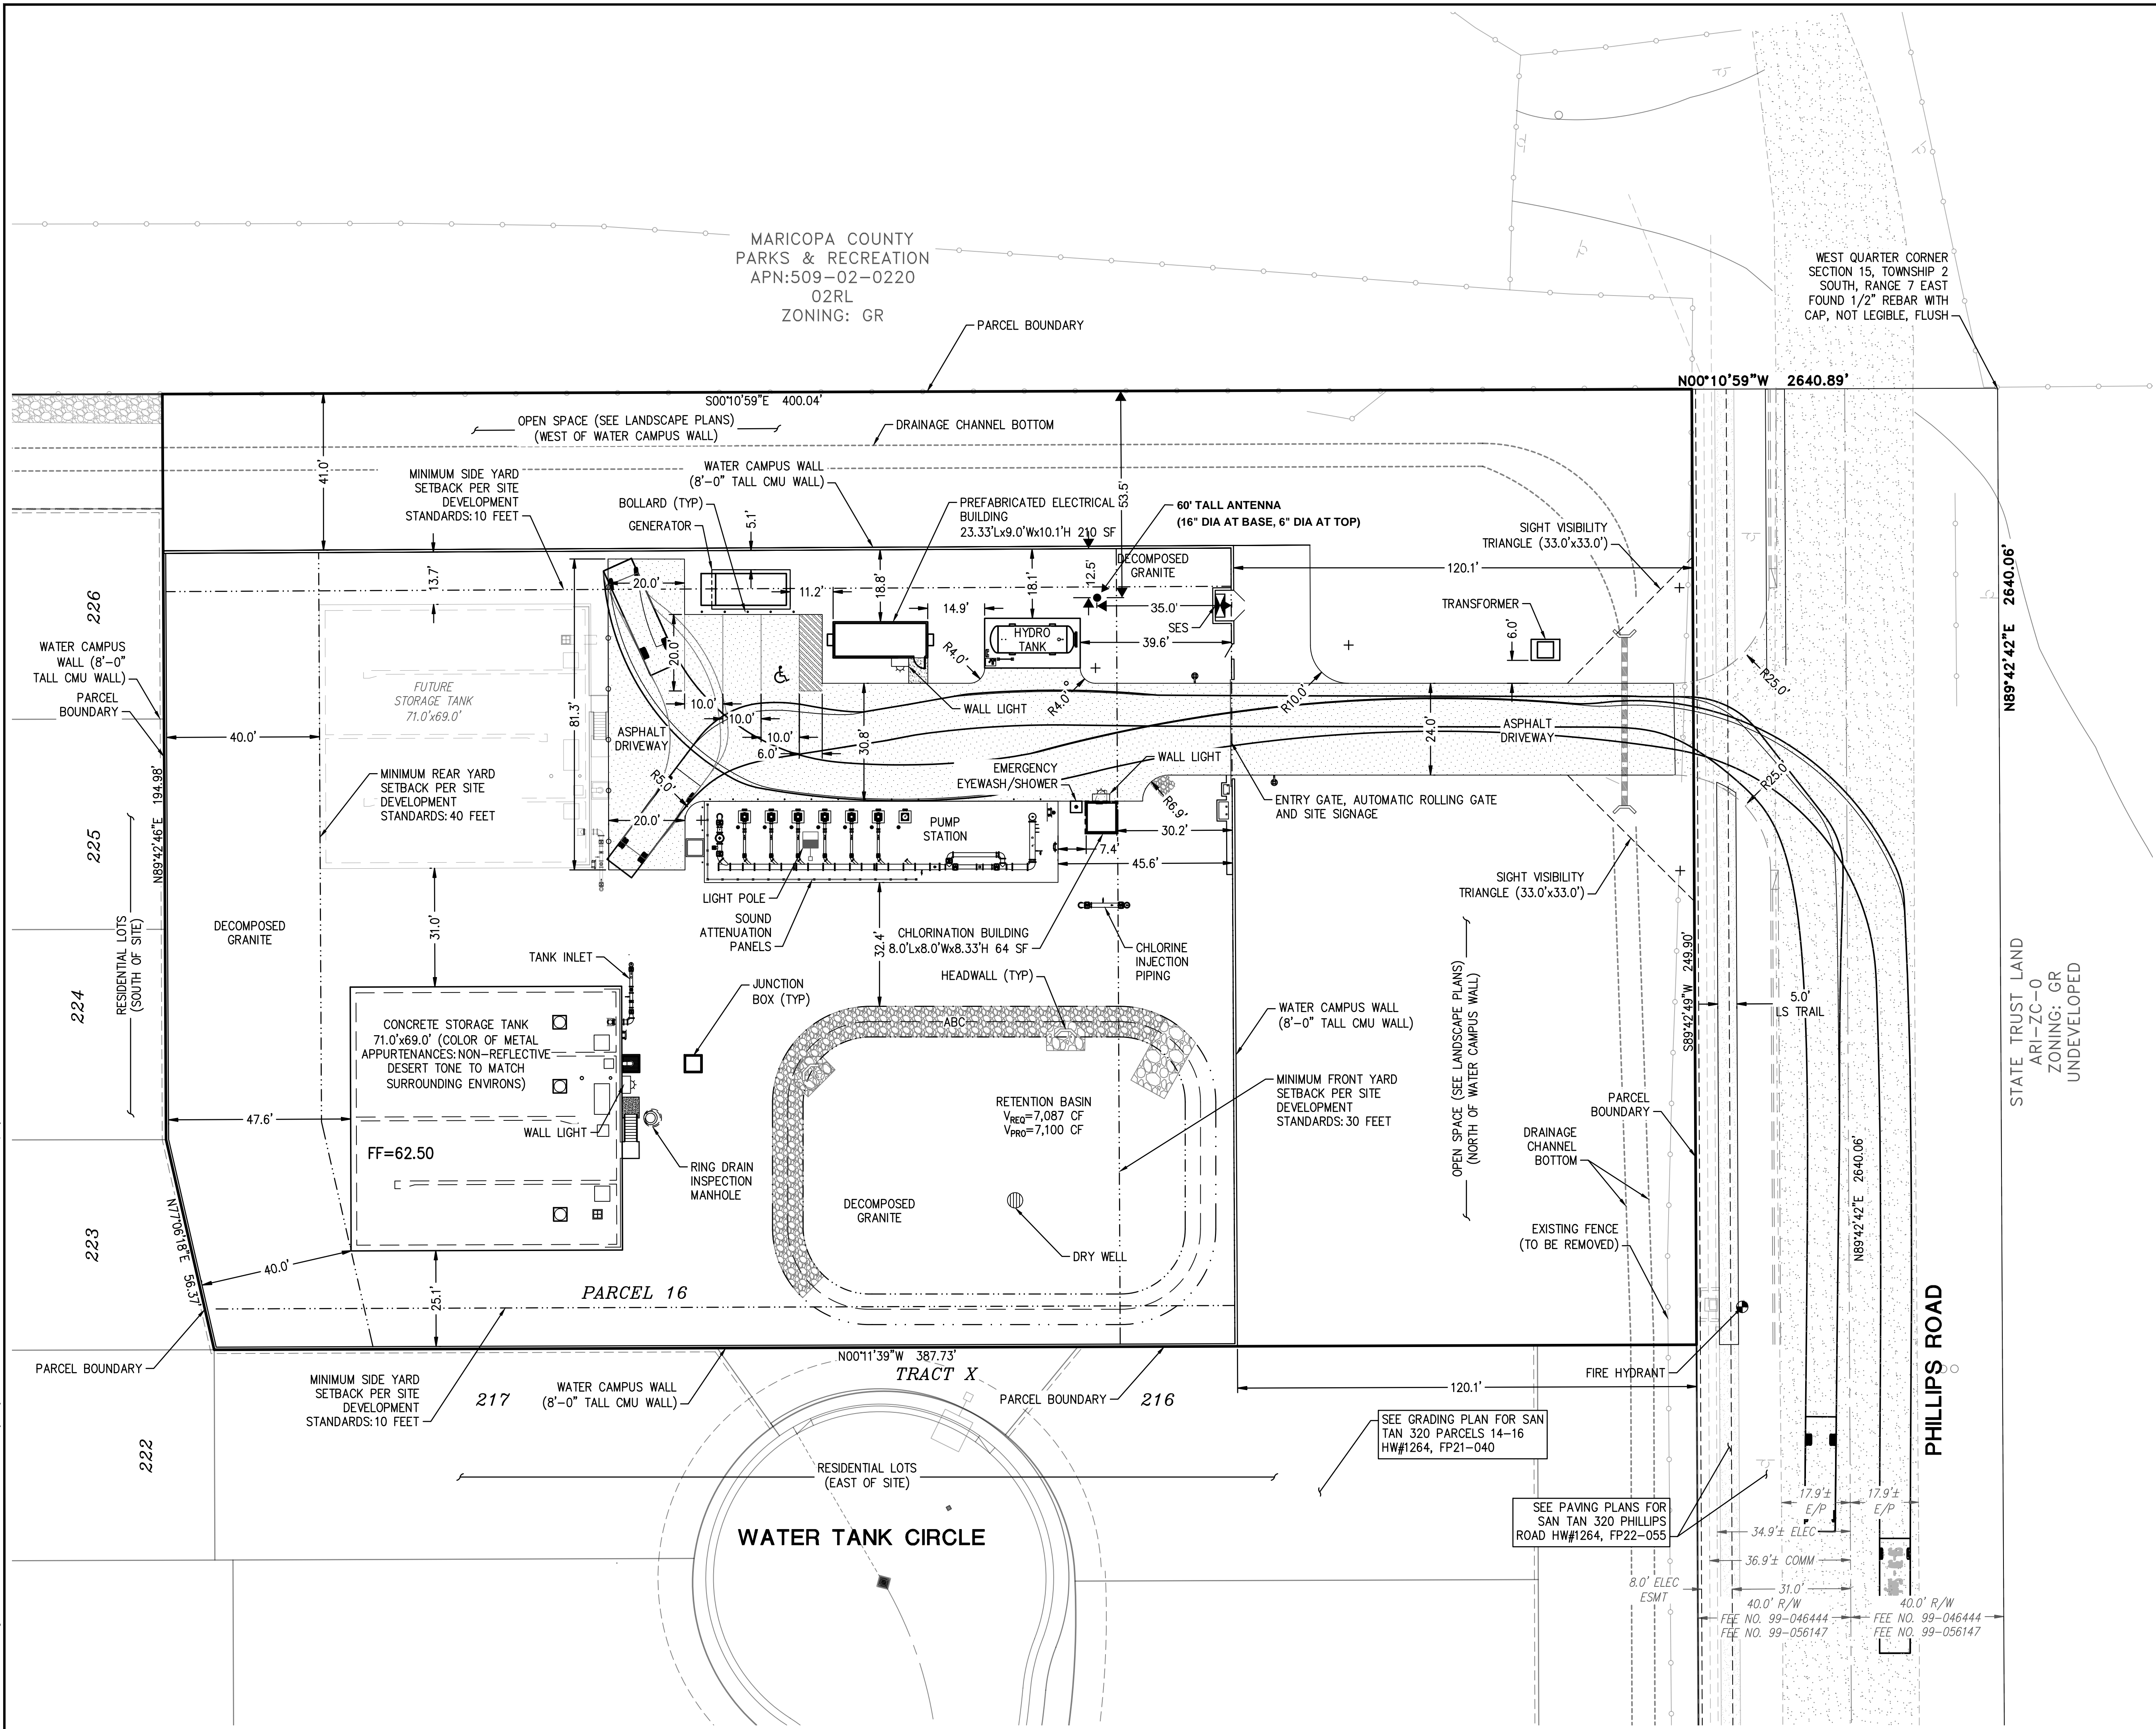 MARICOPA COUNTY
PARKS & RECREATION
APN:509-02-0220
02RL
ZONING: GR
PARCEL BOUNDARY
WEST QUARTER CORNER
SECTION 15, TOWNSHIP 2
SOUTH, RANGE 7 EAST
FOUND 1/2" REBAR WITH
CAP, NOT LEGIBLE, FLUSH
N00°10'59"W 2640.89'
S00°10'59"E 400.04'
OPEN SPACE (SEE LANDSCAPE PLANS)
(WEST OF WATER CAMPUS WALL)
DRAINAGE CHANNEL BOTTOM
41.0'
MINIMUM SIDE YARD
SETBACK PER SITE
DEVELOPMENT
STANDARDS: 10 FEET
WATER CAMPUS WALL
(8'-0" TALL CMU WALL)
BOLLARD (TYP)
GENERATOR
5.1'
PREFABRICATED ELECTRICAL
BUILDING
23.33'Lx9.0'Wx10.1'H 210 SF
53.5'
60' TALL ANTENNA
(16" DIA AT BASE, 6" DIA AT TOP)
SIGHT VISIBILITY
TRIANGLE (33.0'x33.0')
DECOMPOSED
GRANITE
120.1'
13.7'
20.0'
11.2'
18.8'
18.1'
12.5'
14.9'
35.0'
SES
39.6'
HYDRO
TANK
TRANSFORMER
6.0'
226
WATER CAMPUS
WALL (8'-0"
TALL CMU WALL)
PARCEL
BOUNDARY
FUTURE
STORAGE TANK
71.0'x69.0'
81.3'
20.0'
R4.0'
R4.0'
WALL LIGHT
R10.0'
R25.0'
10.0'
10.0'
10.0'
6.0'
30.8'
24.0'
ASPHALT
DRIVEWAY
ASPHALT
DRIVEWAY
40.0'
MINIMUM REAR YARD
SETBACK PER SITE
DEVELOPMENT
STANDARDS: 40 FEET
N89°42'46"E 194.98'
R5.0'
20.0'
EMERGENCY
EYEWASH/SHOWER
WALL LIGHT
R6.9'
ENTRY GATE, AUTOMATIC ROLLING GATE
AND SITE SIGNAGE
R25.0'
PUMP
STATION
30.2'
7.4'
45.6'
225
RESIDENTIAL LOTS
(SOUTH OF SITE)
DECOMPOSED
GRANITE
31.0'
LIGHT POLE
SOUND
ATTENUATION
PANELS
32.4'
CHLORINATION BUILDING
8.0'Lx8.0'Wx8.33'H 64 SF
CHLORINE
INJECTION
PIPING
SIGHT VISIBILITY
TRIANGLE (33.0'x33.0')
TANK INLET
HEADWALL (TYP)
JUNCTION
BOX (TYP)
224
CONCRETE STORAGE TANK
71.0'x69.0' (COLOR OF METAL
APPURTENANCES: NON-REFLECTIVE
DESERT TONE TO MATCH
SURROUNDING ENVIRONS)
ABC
WATER CAMPUS WALL
(8'-0" TALL CMU WALL)
OPEN SPACE (SEE LANDSCAPE PLANS)
(NORTH OF WATER CAMPUS WALL)
S89°42'49"W 249.90'
5.0'
LS TRAIL
STATE TRUST LAND
ARI-ZC-0
ZONING: GR
UNDEVELOPED
N89°42'42"E 2640.06'
N89°42'42"E 2640.06'
RETENTION BASIN
VREQ=7,087 CF
VPRO=7,100 CF
MINIMUM FRONT YARD
SETBACK PER SITE
DEVELOPMENT
STANDARDS: 30 FEET
PARCEL
BOUNDARY
DRAINAGE
CHANNEL
BOTTOM
47.6'
WALL LIGHT
FF=62.50
RING DRAIN
INSPECTION
MANHOLE
DECOMPOSED
GRANITE
DRY WELL
EXISTING FENCE
(TO BE REMOVED)
223
N77°06'18"E 56.37'
40.0'
25.1'
PARCEL 16
PARCEL BOUNDARY
N00°11'39"W 387.73'
TRACT X
MINIMUM SIDE YARD
SETBACK PER SITE
DEVELOPMENT
STANDARDS: 10 FEET
217
WATER CAMPUS WALL
(8'-0" TALL CMU WALL)
PARCEL BOUNDARY
216
120.1'
FIRE HYDRANT
PHILLIPS ROAD
222
SEE GRADING PLAN FOR SAN
TAN 320 PARCELS 14-16
HW#1264, FP21-040
RESIDENTIAL LOTS
(EAST OF SITE)
WATER TANK CIRCLE
SEE PAVING PLANS FOR
SAN TAN 320 PHILLIPS
ROAD HW#1264, FP22-055
17.9'±
E/P
17.9'±
E/P
34.9'± ELEC
36.9'± COMM
8.0' ELEC
ESMT
31.0'
40.0' R/W
FEE NO. 99-046444
FEE NO. 99-056147
40.0' R/W
FEE NO. 99-046444
FEE NO. 99-056147